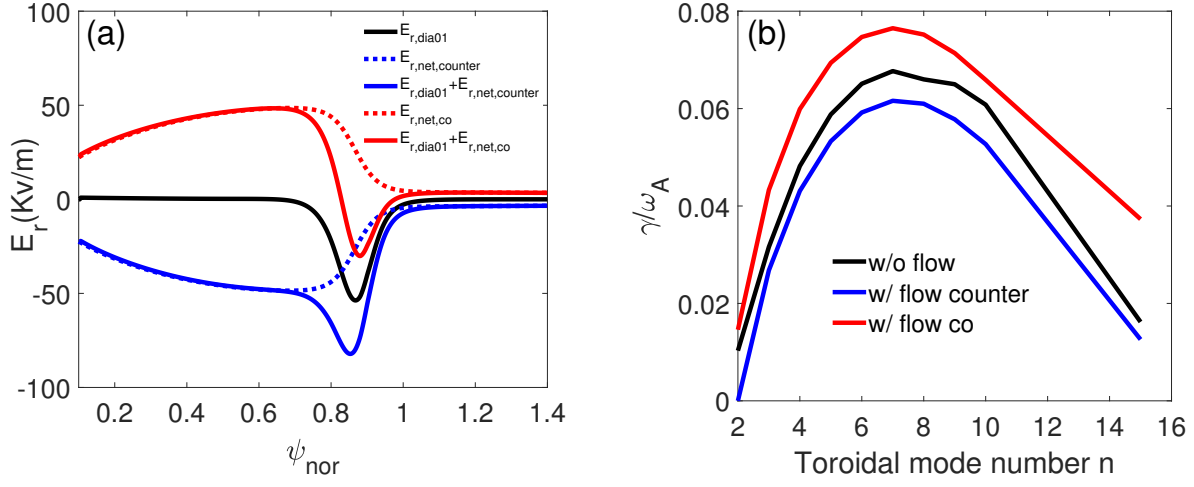 (a)
E_r(Kv/m)
100
50
0
-50
-100
E_r,dia01
E_r,net,counter
E_r,dia01+E_r,net,counter
E_r,net,co
E_r,dia01+E_r,net,co
0.2 0.4 0.6 0.8 1 1.2 1.4
ψ_nor
(b)
γ/ω_A
0.08
0.06
0.04
0.02
0
w/o flow
w/ flow counter
w/ flow co
2 4 6 8 10 12 14 16
Toroidal mode number n